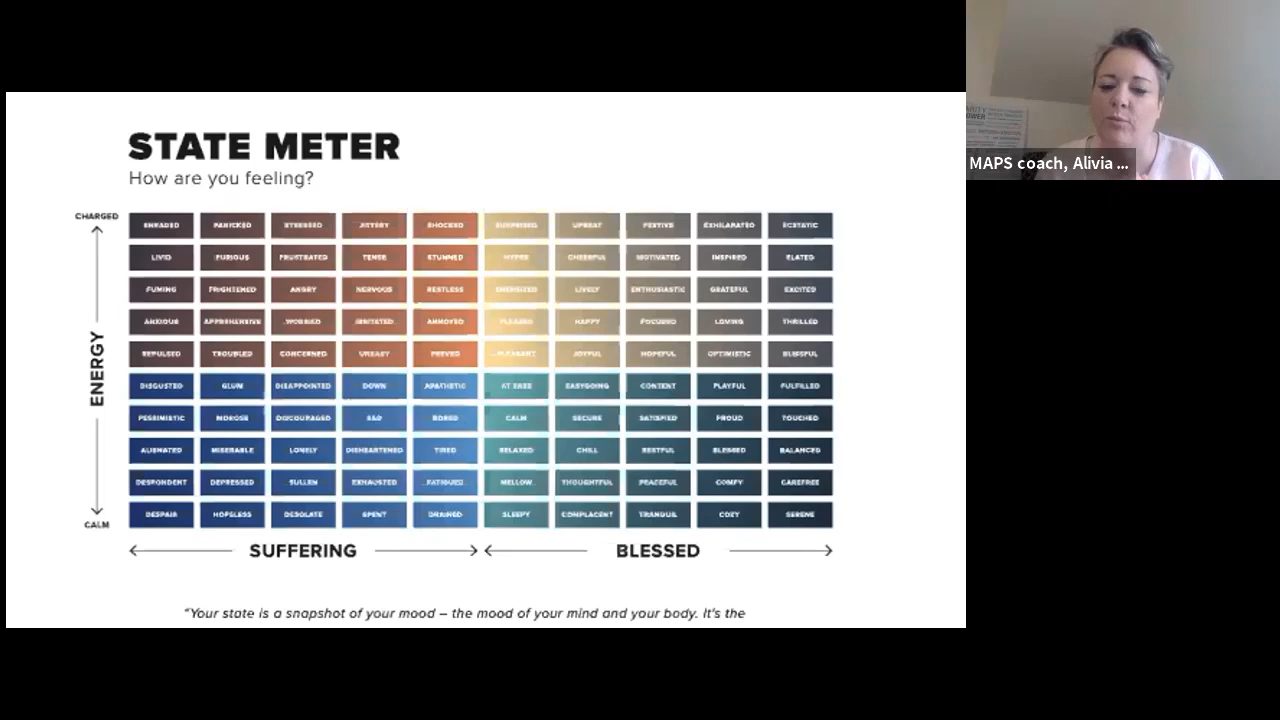 STATE METER
How are you feeling?
CHARGED
ENRAGED PANICKED STRESSED JITTERY SHOCKED SURPRISED UPBEAT FESTIVE EXHILARATED ECSTATIC
LIVID FURIOUS FRUSTRATED TENSE STUNNED HYPER CHEERFUL MOTIVATED INSPIRED ELATED
FUMING FRIGHTENED ANGRY NERVOUS RESTLESS ENERGIZED LIVELY ENTHUSIASTIC GRATEFUL EXCITED
ANXIOUS APPREHENSIVE WORRIED IRRITATED ANNOYED PLEASED HAPPY FOCUSED LOVING THRILLED
REPULSED TROUBLED CONCERNED UNEASY PEEVED PLEASANT JOYFUL HOPEFUL OPTIMISTIC BLISSFUL
DISGUSTED GLUM DISAPPOINTED DOWN APATHETIC AT EASE EASYGOING CONTENT PLAYFUL FULFILLED
PESSIMISTIC MOROSE DISCOURAGED SAD BORED CALM SECURE SATISFIED PROUD TOUCHED
ALIENATED MISERABLE LONELY DISHEARTENED TIRED RELAXED CHILL RESTFUL BLESSED BALANCED
DESPONDENT DEPRESSED SULLEN EXHAUSTED FATIGUED MELLOW THOUGHTFUL PEACEFUL COMFY CAREFREE
DESPAIR HOPELESS DESOLATE SPENT DRAINED SLEEPY COMPLACENT TRANQUIL COZY SERENE
ENERGY
CALM
SUFFERING BLESSED
“Your state is a snapshot of your mood – the mood of your mind and your body. It's the
MAPS coach, Alivia ...